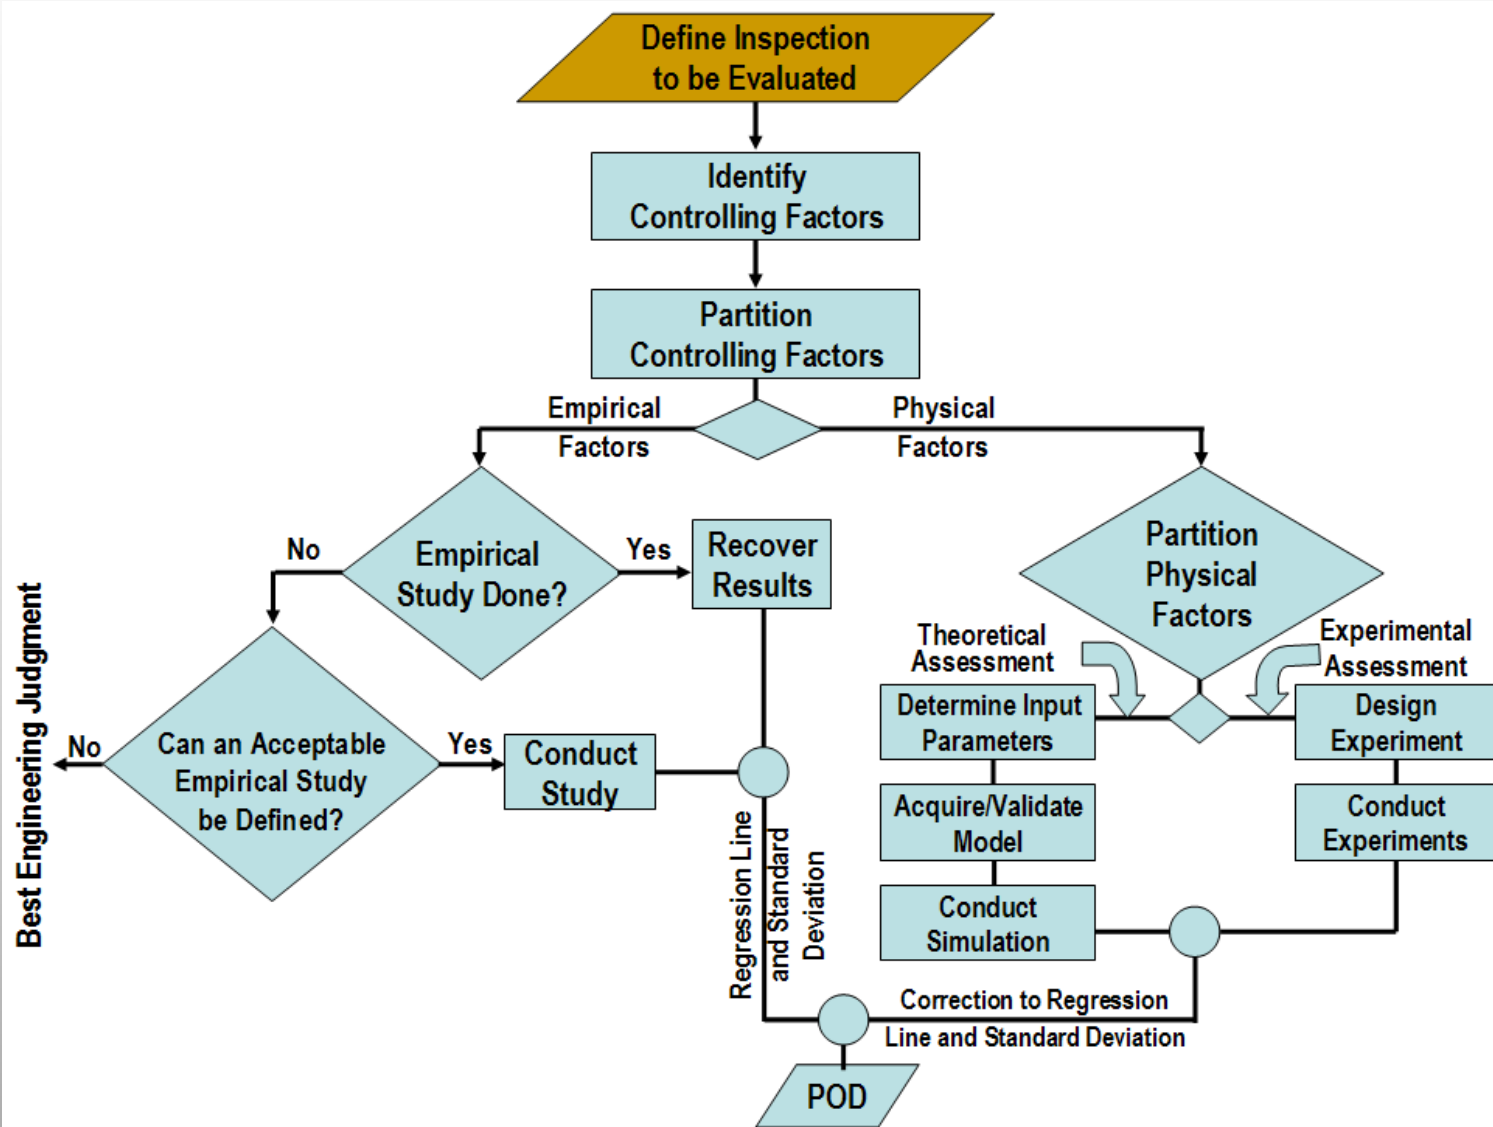 Define Inspection
to be Evaluated
Identify
Controlling Factors
Partition
Controlling Factors
Empirical
Factors
Physical
Factors
No
Empirical
Study Done?
Yes
Recover
Results
Partition
Physical
Factors
Theoretical
Assessment
Experimental
Assessment
Best Engineering Judgment
No
Can an Acceptable
Empirical Study
be Defined?
Yes
Conduct
Study
Determine Input
Parameters
Design
Experiment
Acquire/Validate
Model
Conduct
Experiments
Conduct
Simulation
Regression Line
and Standard
Deviation
Correction to Regression
Line and Standard Deviation
POD